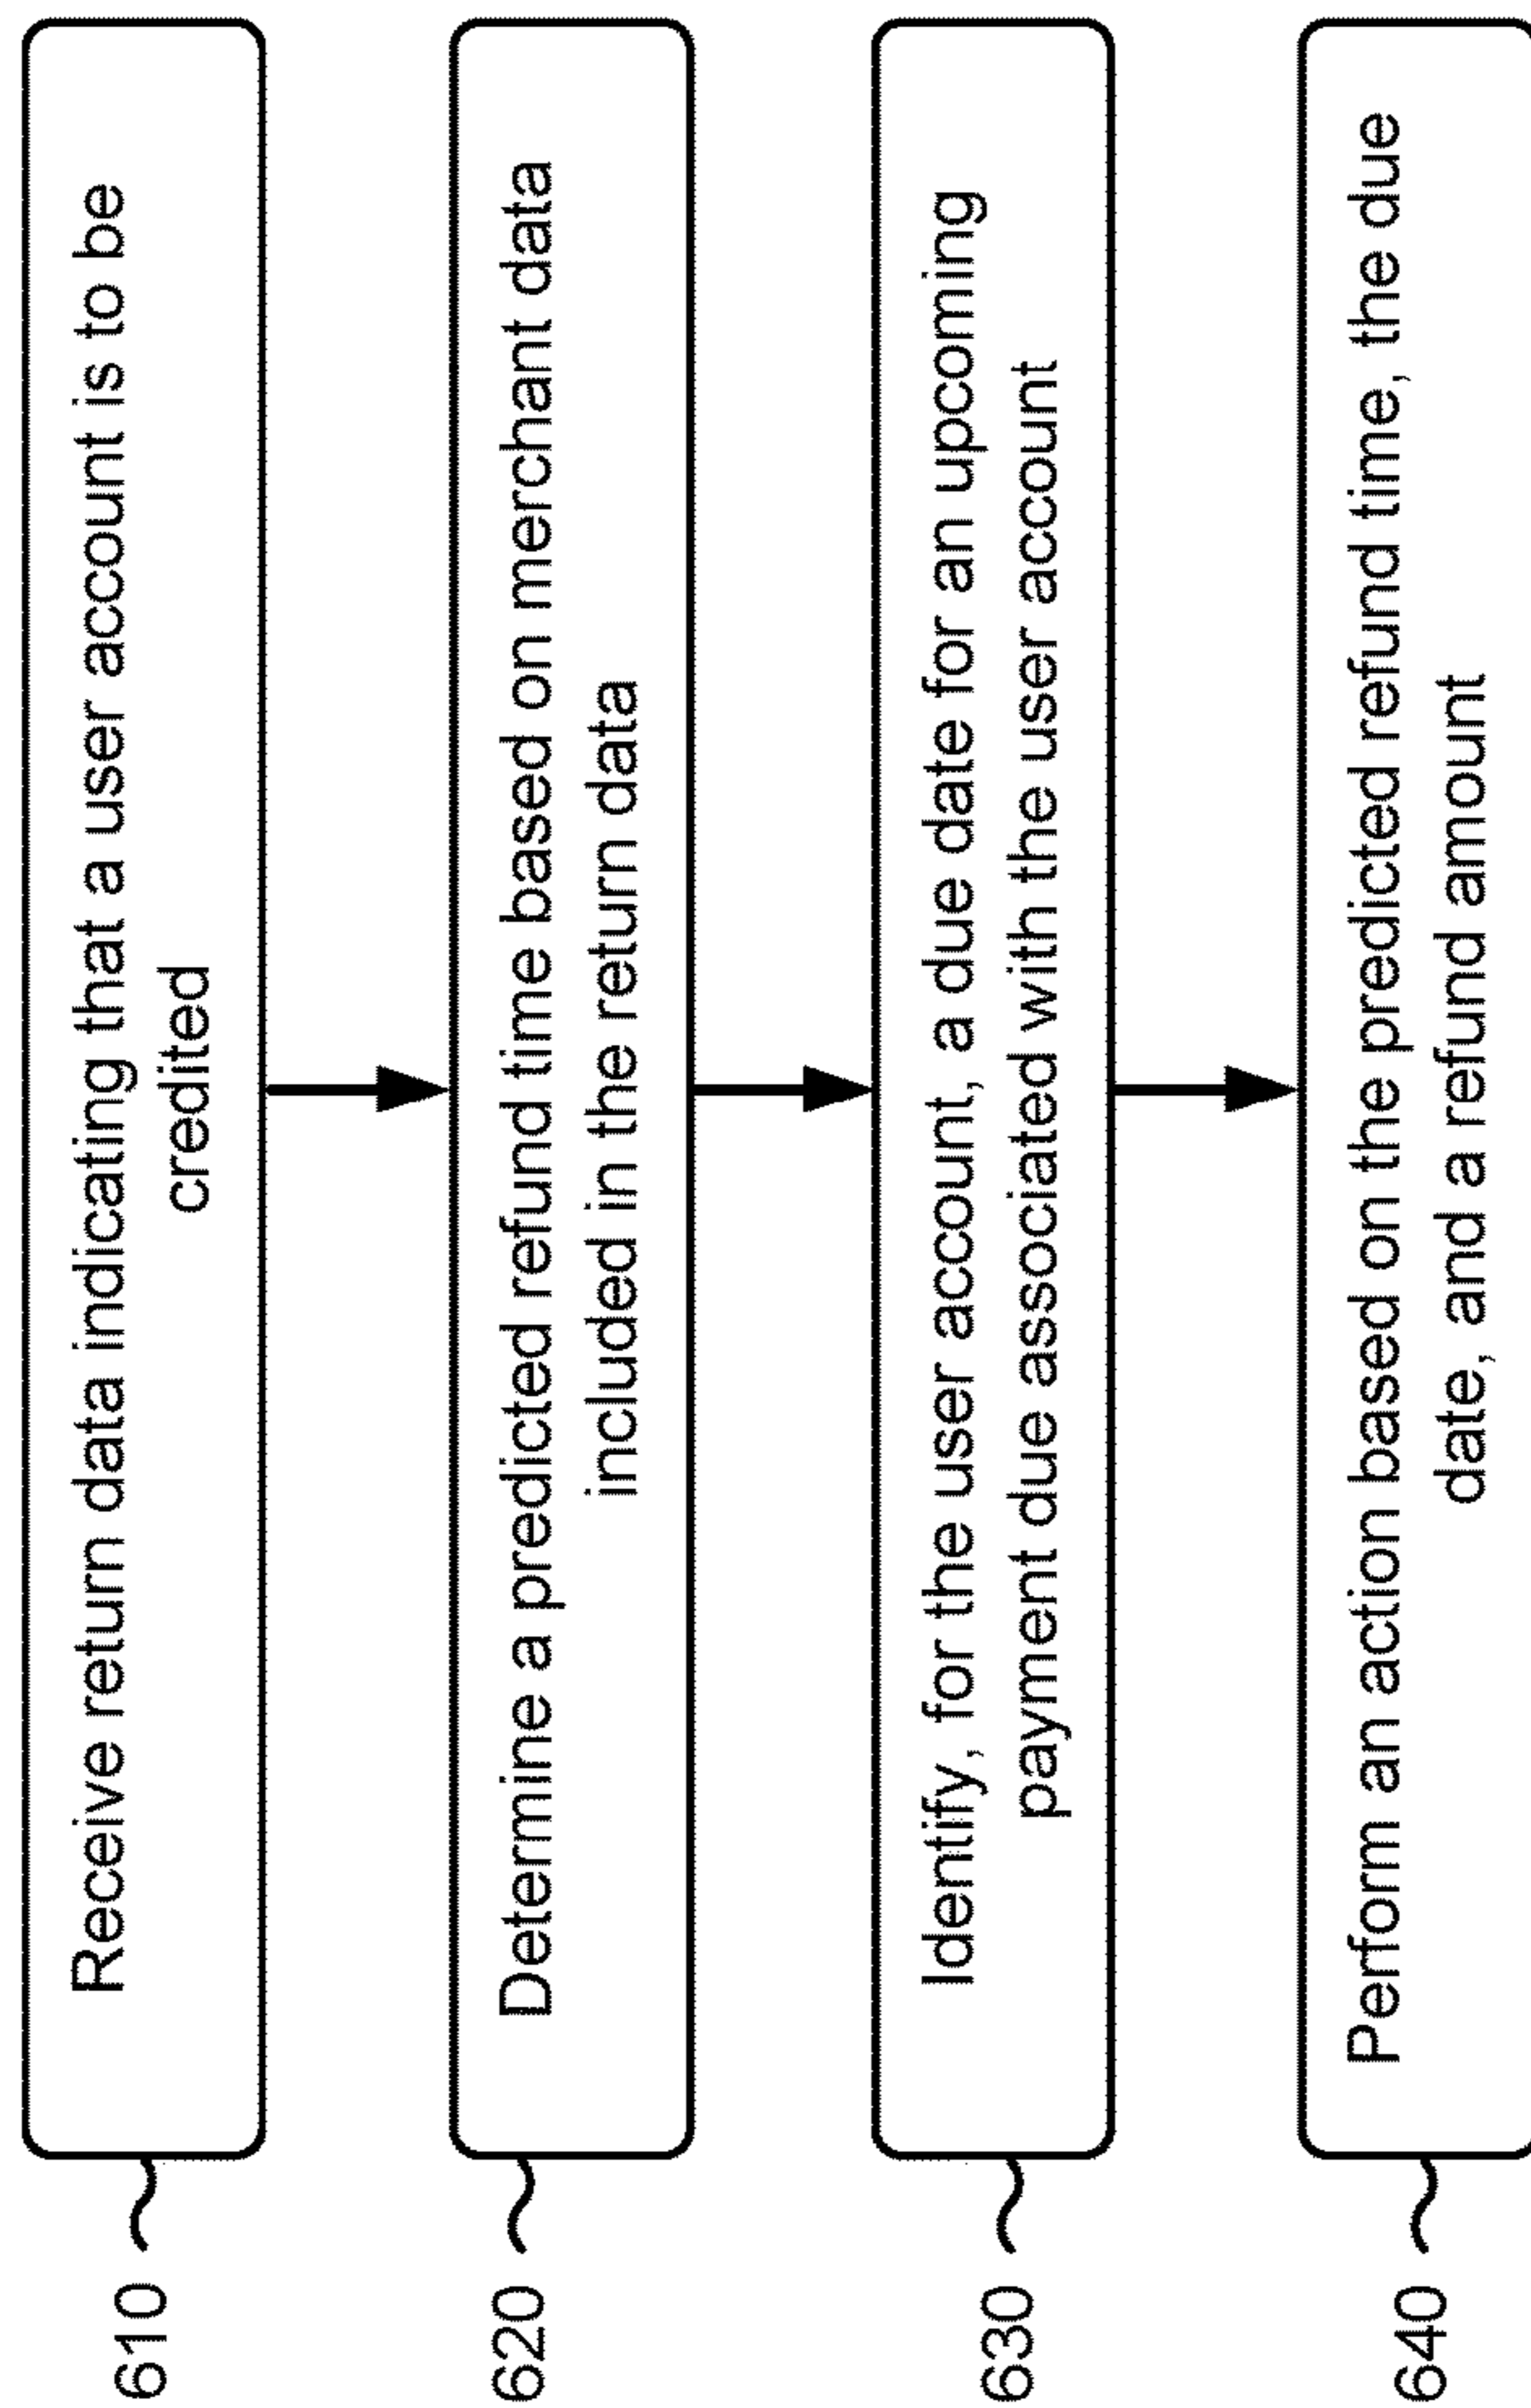 610
Receive return data indicating that a user account is to be
credited
620
Determine a predicted refund time based on merchant data
included in the return data
630
Identify, for the user account, a due date for an upcoming
payment due associated with the user account
640
Perform an action based on the predicted refund time, the due
date, and a refund amount